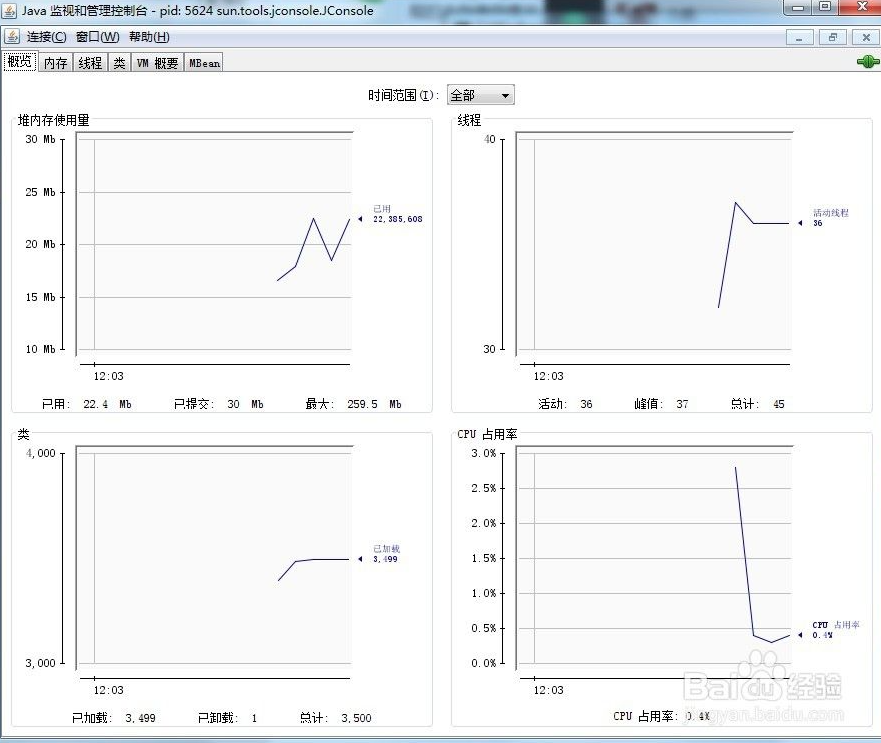 Java 监视和管理控制台 - pid: 5624 sun.tools.jconsole.JConsole
连接(C) 窗口(W) 帮助(H)
概览 内存 线程 类 VM 概要 MBean
时间范围(I): 全部
堆内存使用量
30 Mb
25 Mb
20 Mb
15 Mb
10 Mb
已用
22,385,608
12:03
已用: 22.4 Mb 已提交: 30 Mb 最大: 259.5 Mb
线程
40
30
活动线程
36
12:03
活动: 36 峰值: 37 总计: 45
类
4,000
3,000
已加载
3,499
12:03
已加载: 3,499 已卸载: 1 总计: 3,500
CPU 占用率
3.0%
2.5%
2.0%
1.5%
1.0%
0.5%
0.0%
CPU 占用率
0.4%
12:03
CPU 占用率: 0.4%
Baidu 经验
jingyan.baidu.com